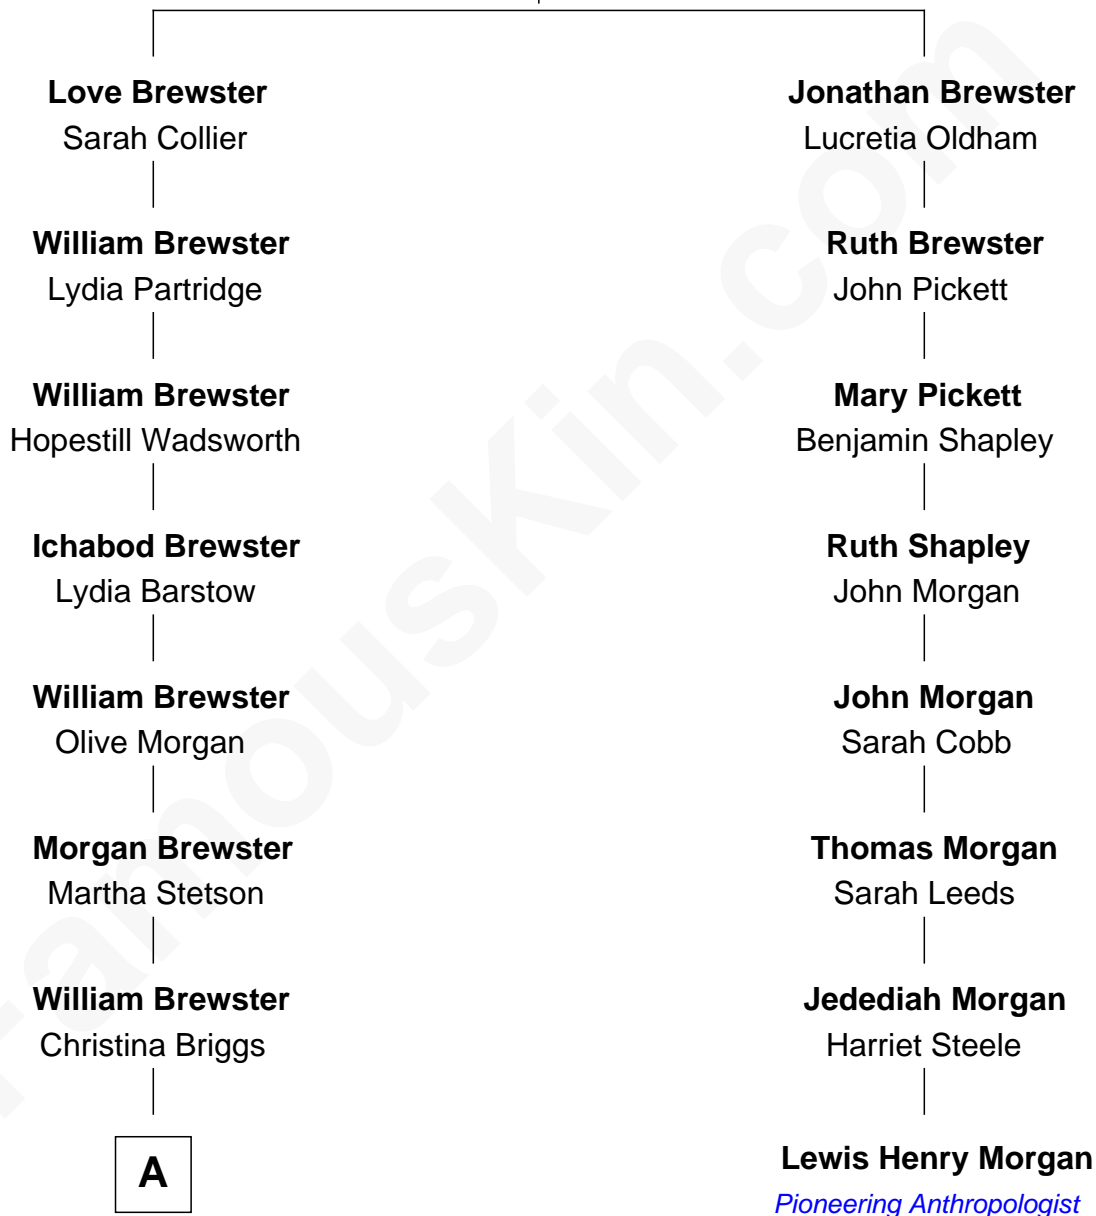 Love Brewster
Sarah Collier
William Brewster
Lydia Partridge
William Brewster
Hopestill Wadsworth
Ichabod Brewster
Lydia Barstow
William Brewster
Olive Morgan
Morgan Brewster
Martha Stetson
William Brewster
Christina Briggs
A
Jonathan Brewster
Lucretia Oldham
Ruth Brewster
John Pickett
Mary Pickett
Benjamin Shapley
Ruth Shapley
John Morgan
John Morgan
Sarah Cobb
Thomas Morgan
Sarah Leeds
Jedediah Morgan
Harriet Steele
Lewis Henry Morgan
Pioneering Anthropologist
FamousKin.com